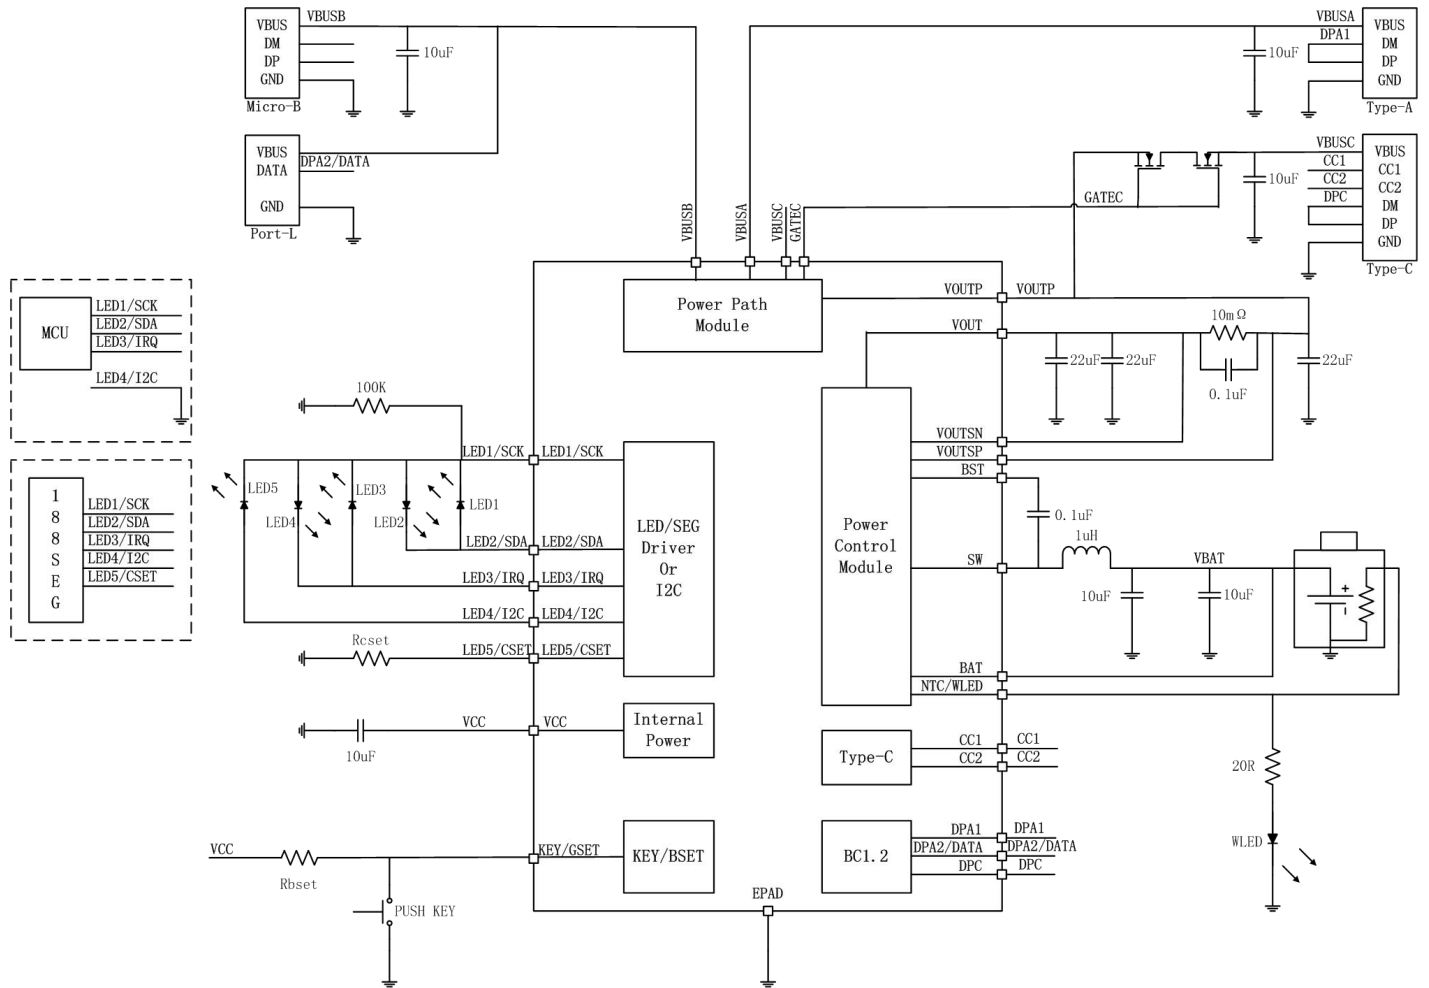 VBUS
DM
DP
GND
Micro-B
VBUSB
10uF
VBUS
DATA
GND
Port-L
DPA2/DATA
VBUSA
DPA1
10uF
VBUS
DM
DP
GND
Type-A
VBUSC
CC1
CC2
DPC
10uF
VBUS
CC1
CC2
DM
DP
GND
Type-C
GATEC
VBUSB
VBUSA
VBUSC
GATEC
Power Path
Module
VOUTP
VOUTP
VOUT
10mΩ
22uF
22uF
0.1uF
22uF
MCU
LED1/SCK
LED2/SDA
LED3/IRQ
LED4/I2C
1
8
8
S
E
G
LED1/SCK
LED2/SDA
LED3/IRQ
LED4/I2C
LED5/CSET
100K
LED5
LED4
LED3
LED2
LED1
LED1/SCK
LED1/SCK
LED2/SDA
LED2/SDA
LED3/IRQ
LED3/IRQ
LED4/I2C
LED4/I2C
Rcset
LED5/CSET
LED5/CSET
LED/SEG
Driver
Or
I2C
Power
Control
Module
VOUTSN
VOUTSP
BST
0.1uF
1uH
SW
VBAT
10uF
10uF
+
-
BAT
NTC/WLED
VCC
VCC
10uF
Internal
Power
Type-C
CC1
CC1
CC2
CC2
20R
WLED
VCC
Rbset
KEY/GSET
KEY/BSET
PUSH KEY
BC1.2
DPA1
DPA1
DPA2/DATA
DPA2/DATA
DPC
DPC
EPAD